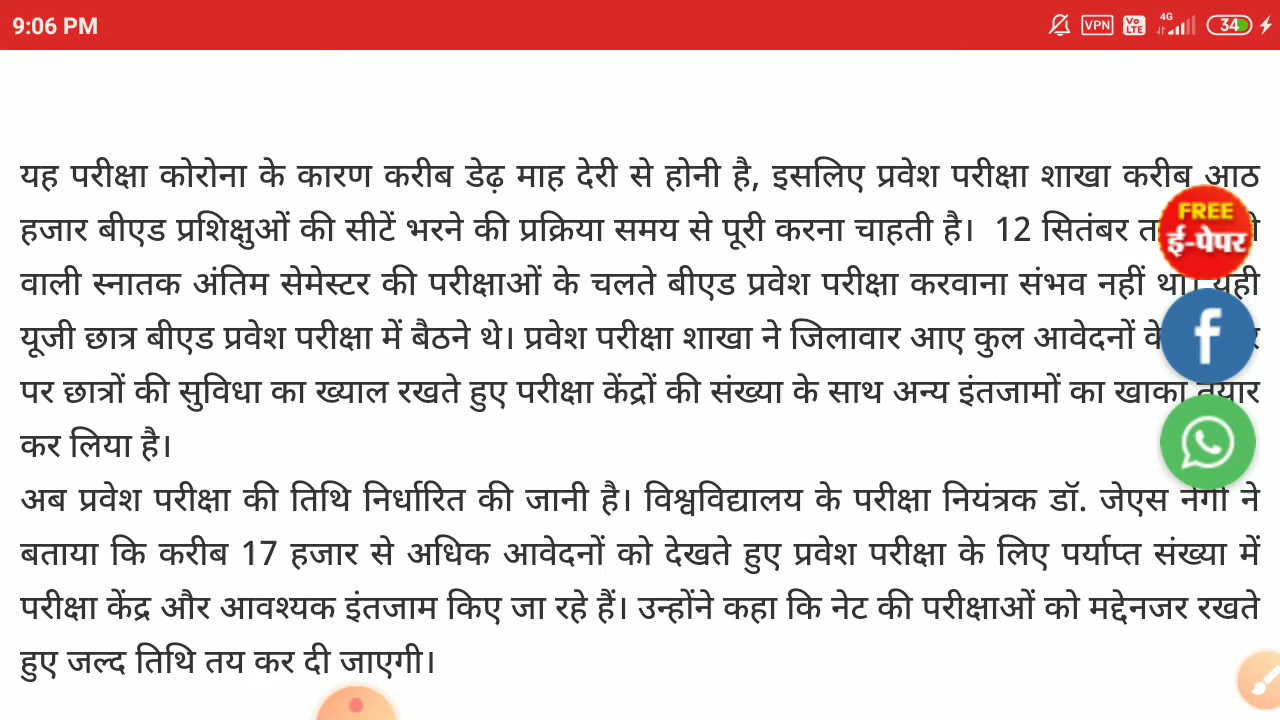 9:06 PM
VPN
Vo LTE
4G
34
यह परीक्षा कोरोना के कारण करीब डेढ़ माह देरी से होनी है, इसलिए प्रवेश परीक्षा शाखा करीब आठ
हजार बीएड प्रशिक्षुओं की सीटें भरने की प्रक्रिया समय से पूरी करना चाहती है। 12 सितंबर
वाली स्नातक अंतिम सेमेस्टर की परीक्षाओं के चलते बीएड प्रवेश परीक्षा करवाना संभव नहीं था। यही
यूजी छात्र बीएड प्रवेश परीक्षा में बैठने थे। प्रवेश परीक्षा शाखा ने जिलावार आए कुल आवेदनों के
पर छात्रों की सुविधा का ख्याल रखते हुए परीक्षा केंद्रों की संख्या के साथ अन्य इंतजामों का खाका तैयार
कर लिया है।
अब प्रवेश परीक्षा की तिथि निर्धारित की जानी है। विश्वविद्यालय के परीक्षा नियंत्रक डॉ. जेएस नेगी ने
बताया कि करीब 17 हजार से अधिक आवेदनों को देखते हुए प्रवेश परीक्षा के लिए पर्याप्त संख्या में
परीक्षा केंद्र और आवश्यक इंतजाम किए जा रहे हैं। उन्होंने कहा कि नेट की परीक्षाओं को मद्देनजर रखते
हुए जल्द तिथि तय कर दी जाएगी।
FREE
ई-पेपर